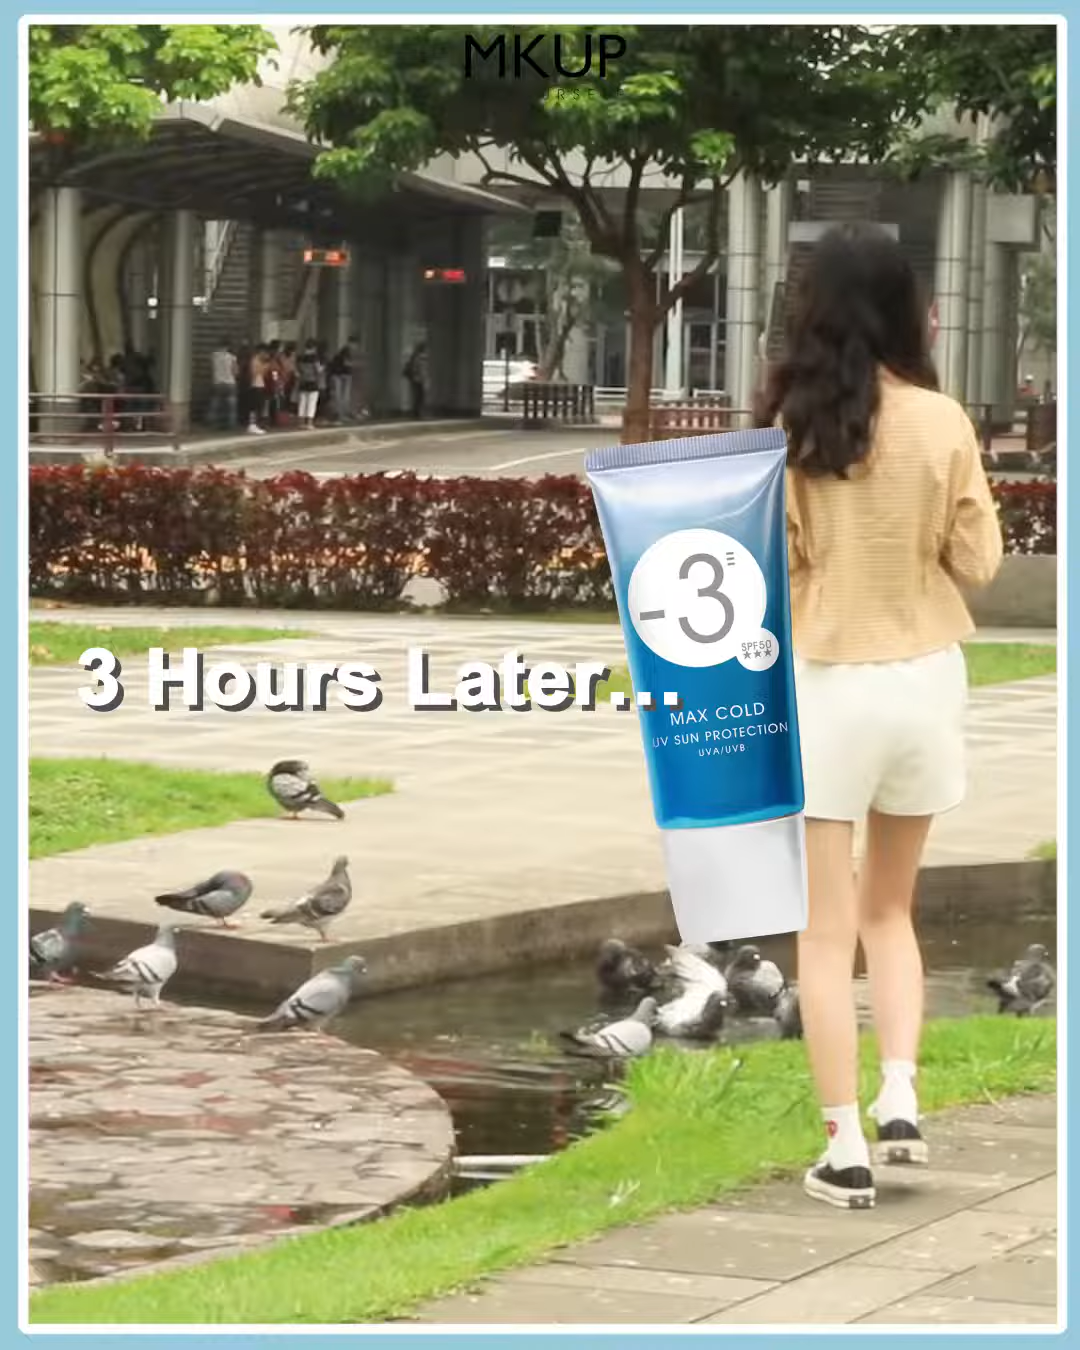 MKUP
3 Hours Later...
-3
SPF50
★★★
MAX COLD
UV SUN PROTECTION
UVA/UVB